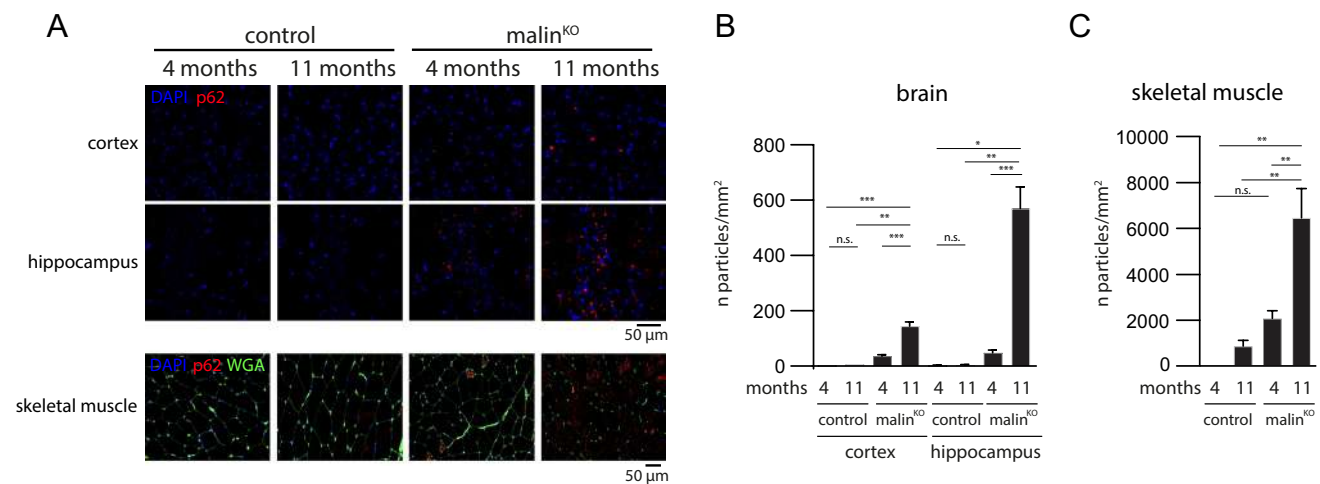 A
control malin^KO
4 months 11 months 4 months 11 months
DAPI p62
cortex
hippocampus
50 µm
DAPI p62 WGA
skeletal muscle
50 µm
B
brain
n particles/mm²
800
600
400
200
0
***
**
n.s. ***
*
**
***
n.s.
months 4 11 4 11 4 11 4 11
control malin^KO control malin^KO
cortex hippocampus
C
skeletal muscle
n particles/mm²
10000
8000
6000
4000
2000
0
**
**
**
n.s.
months 4 11 4 11
control malin^KO